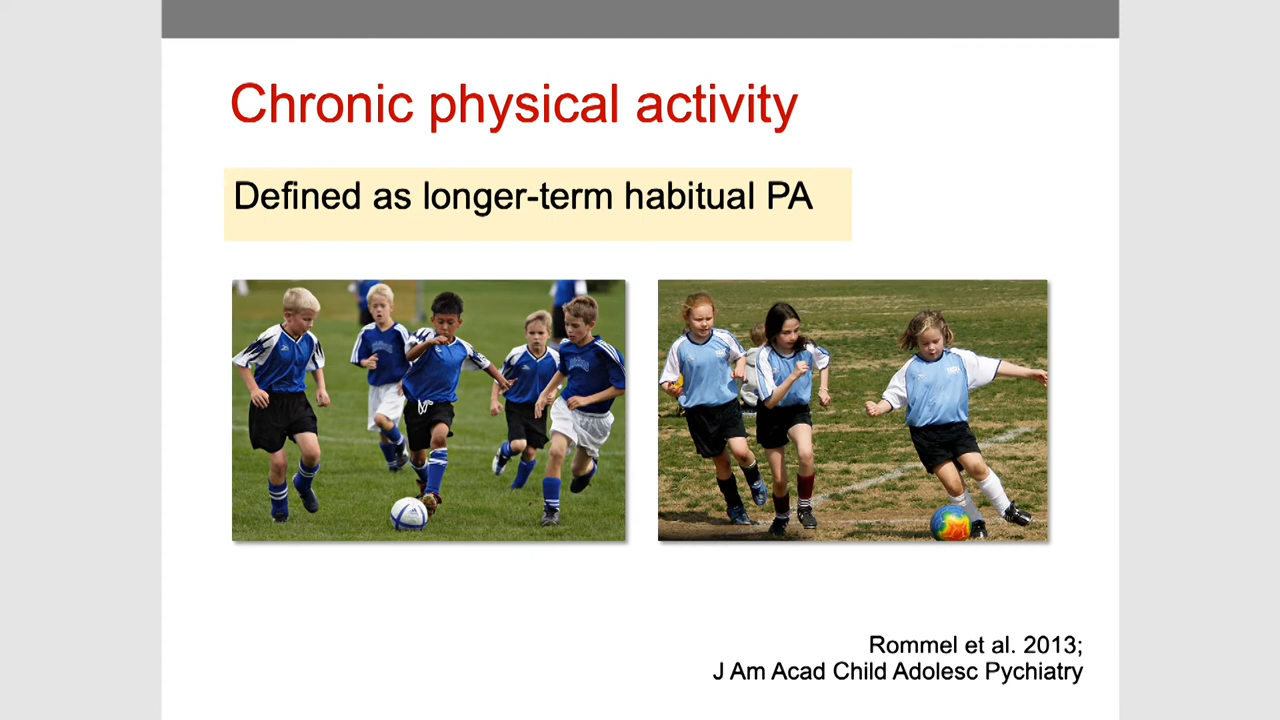 Chronic physical activity
Defined as longer-term habitual PA
Rommel et al. 2013;
J Am Acad Child Adolesc Pychiatry